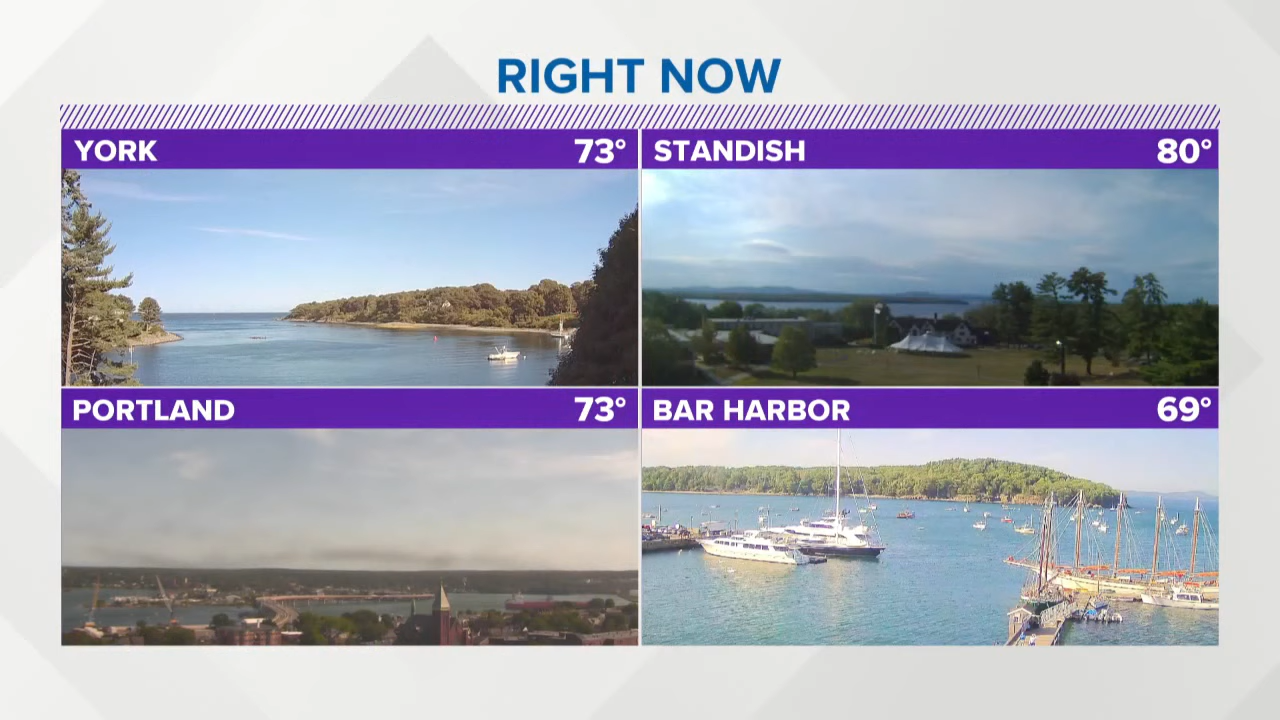 RIGHT NOW
YORK 73°
STANDISH 80°
PORTLAND 73°
BAR HARBOR 69°